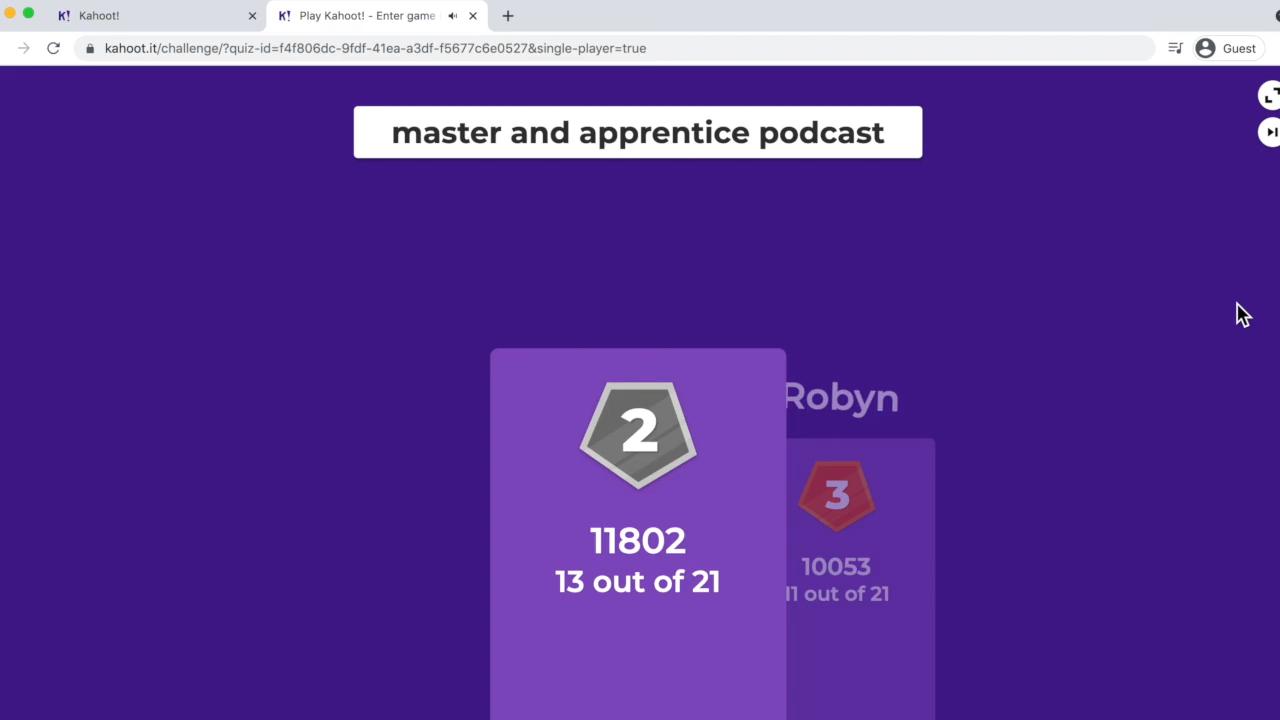 K! Kahoot!
K! Play Kahoot! - Enter game
kahoot.it/challenge/?quiz-id=f4f806dc-9fdf-41ea-a3df-f5677c6e0527&single-player=true
Guest
master and apprentice podcast
2
11802
13 out of 21
Robyn
3
10053
11 out of 21